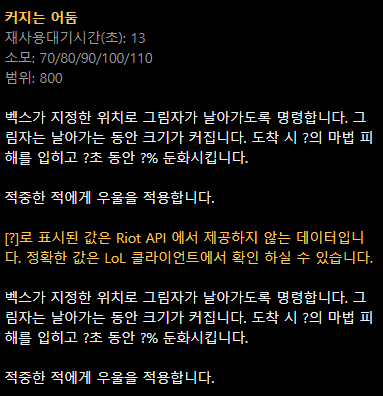 커지는 어둠
재사용대기시간(초): 13
소모: 70/80/90/100/110
범위: 800
벡스가 지정한 위치로 그림자가 날아가도록 명령합니다. 그
림자는 날아가는 동안 크기가 커집니다. 도착 시 ?의 마법 피
해를 입히고 ?초 동안 ?% 둔화시킵니다.
적중한 적에게 우울을 적용합니다.
[?]로 표시된 값은 Riot API 에서 제공하지 않는 데이터입니
다. 정확한 값은 LoL 클라이언트에서 확인 하실 수 있습니다.
벡스가 지정한 위치로 그림자가 날아가도록 명령합니다. 그
림자는 날아가는 동안 크기가 커집니다. 도착 시 ?의 마법 피
해를 입히고 ?초 동안 ?% 둔화시킵니다.
적중한 적에게 우울을 적용합니다.